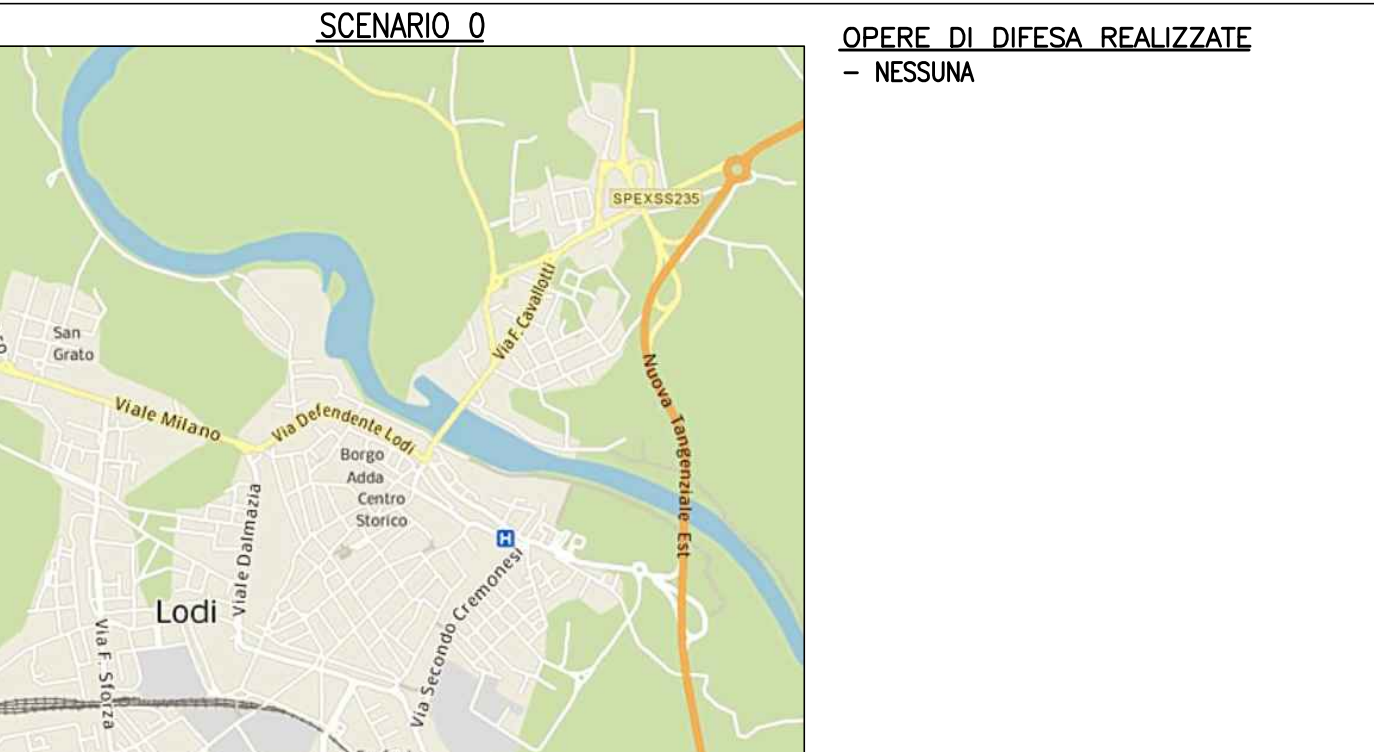 SCENARIO 0
OPERE DI DIFESA REALIZZATE
– NESSUNA
SPEXSS235
Via F. Cavallotti
San
Grato
Nuova Tangenziale Est
Viale Milano
Via Defendente Lodi
Borgo
Adda
Centro
Storico
Viale Dalmazia
H
Via Secondo Cremonesi
Lodi
Via F. Sforza